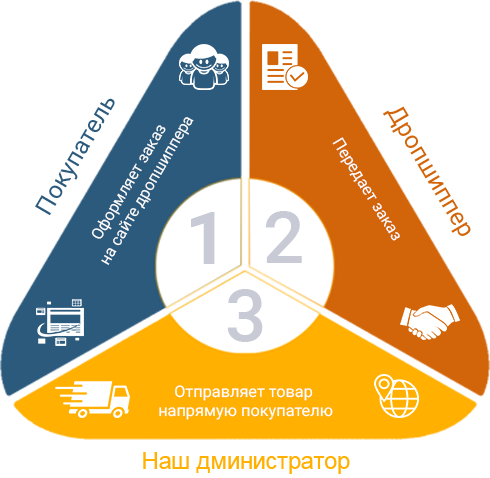 Покупатель
Оформляет заказ
на сайте дропшиппера
1
2
Передает заказ
Дропшиппер
3
Отправляет товар
напрямую покупателю
Наш дминистратор